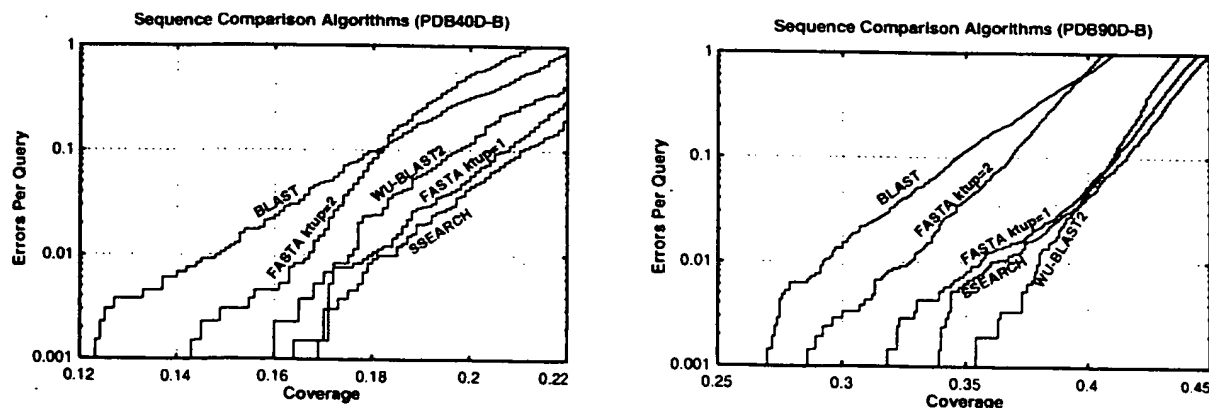 Sequence Comparison Algorithms (PDB40D-B)
Errors Per Query
1
0.1
0.01
0.001
BLAST
FASTA ktup=2
WU-BLAST2
FASTA ktup=1
SSEARCH
0.12
0.14
0.16
0.18
0.2
0.22
Coverage
Sequence Comparison Algorithms (PDB90D-B)
Errors Per Query
1
0.1
0.01
0.001
BLAST
FASTA ktup=2
FASTA ktup=1
SSEARCH
WU-BLAST2
0.25
0.3
0.35
0.4
0.45
Coverage